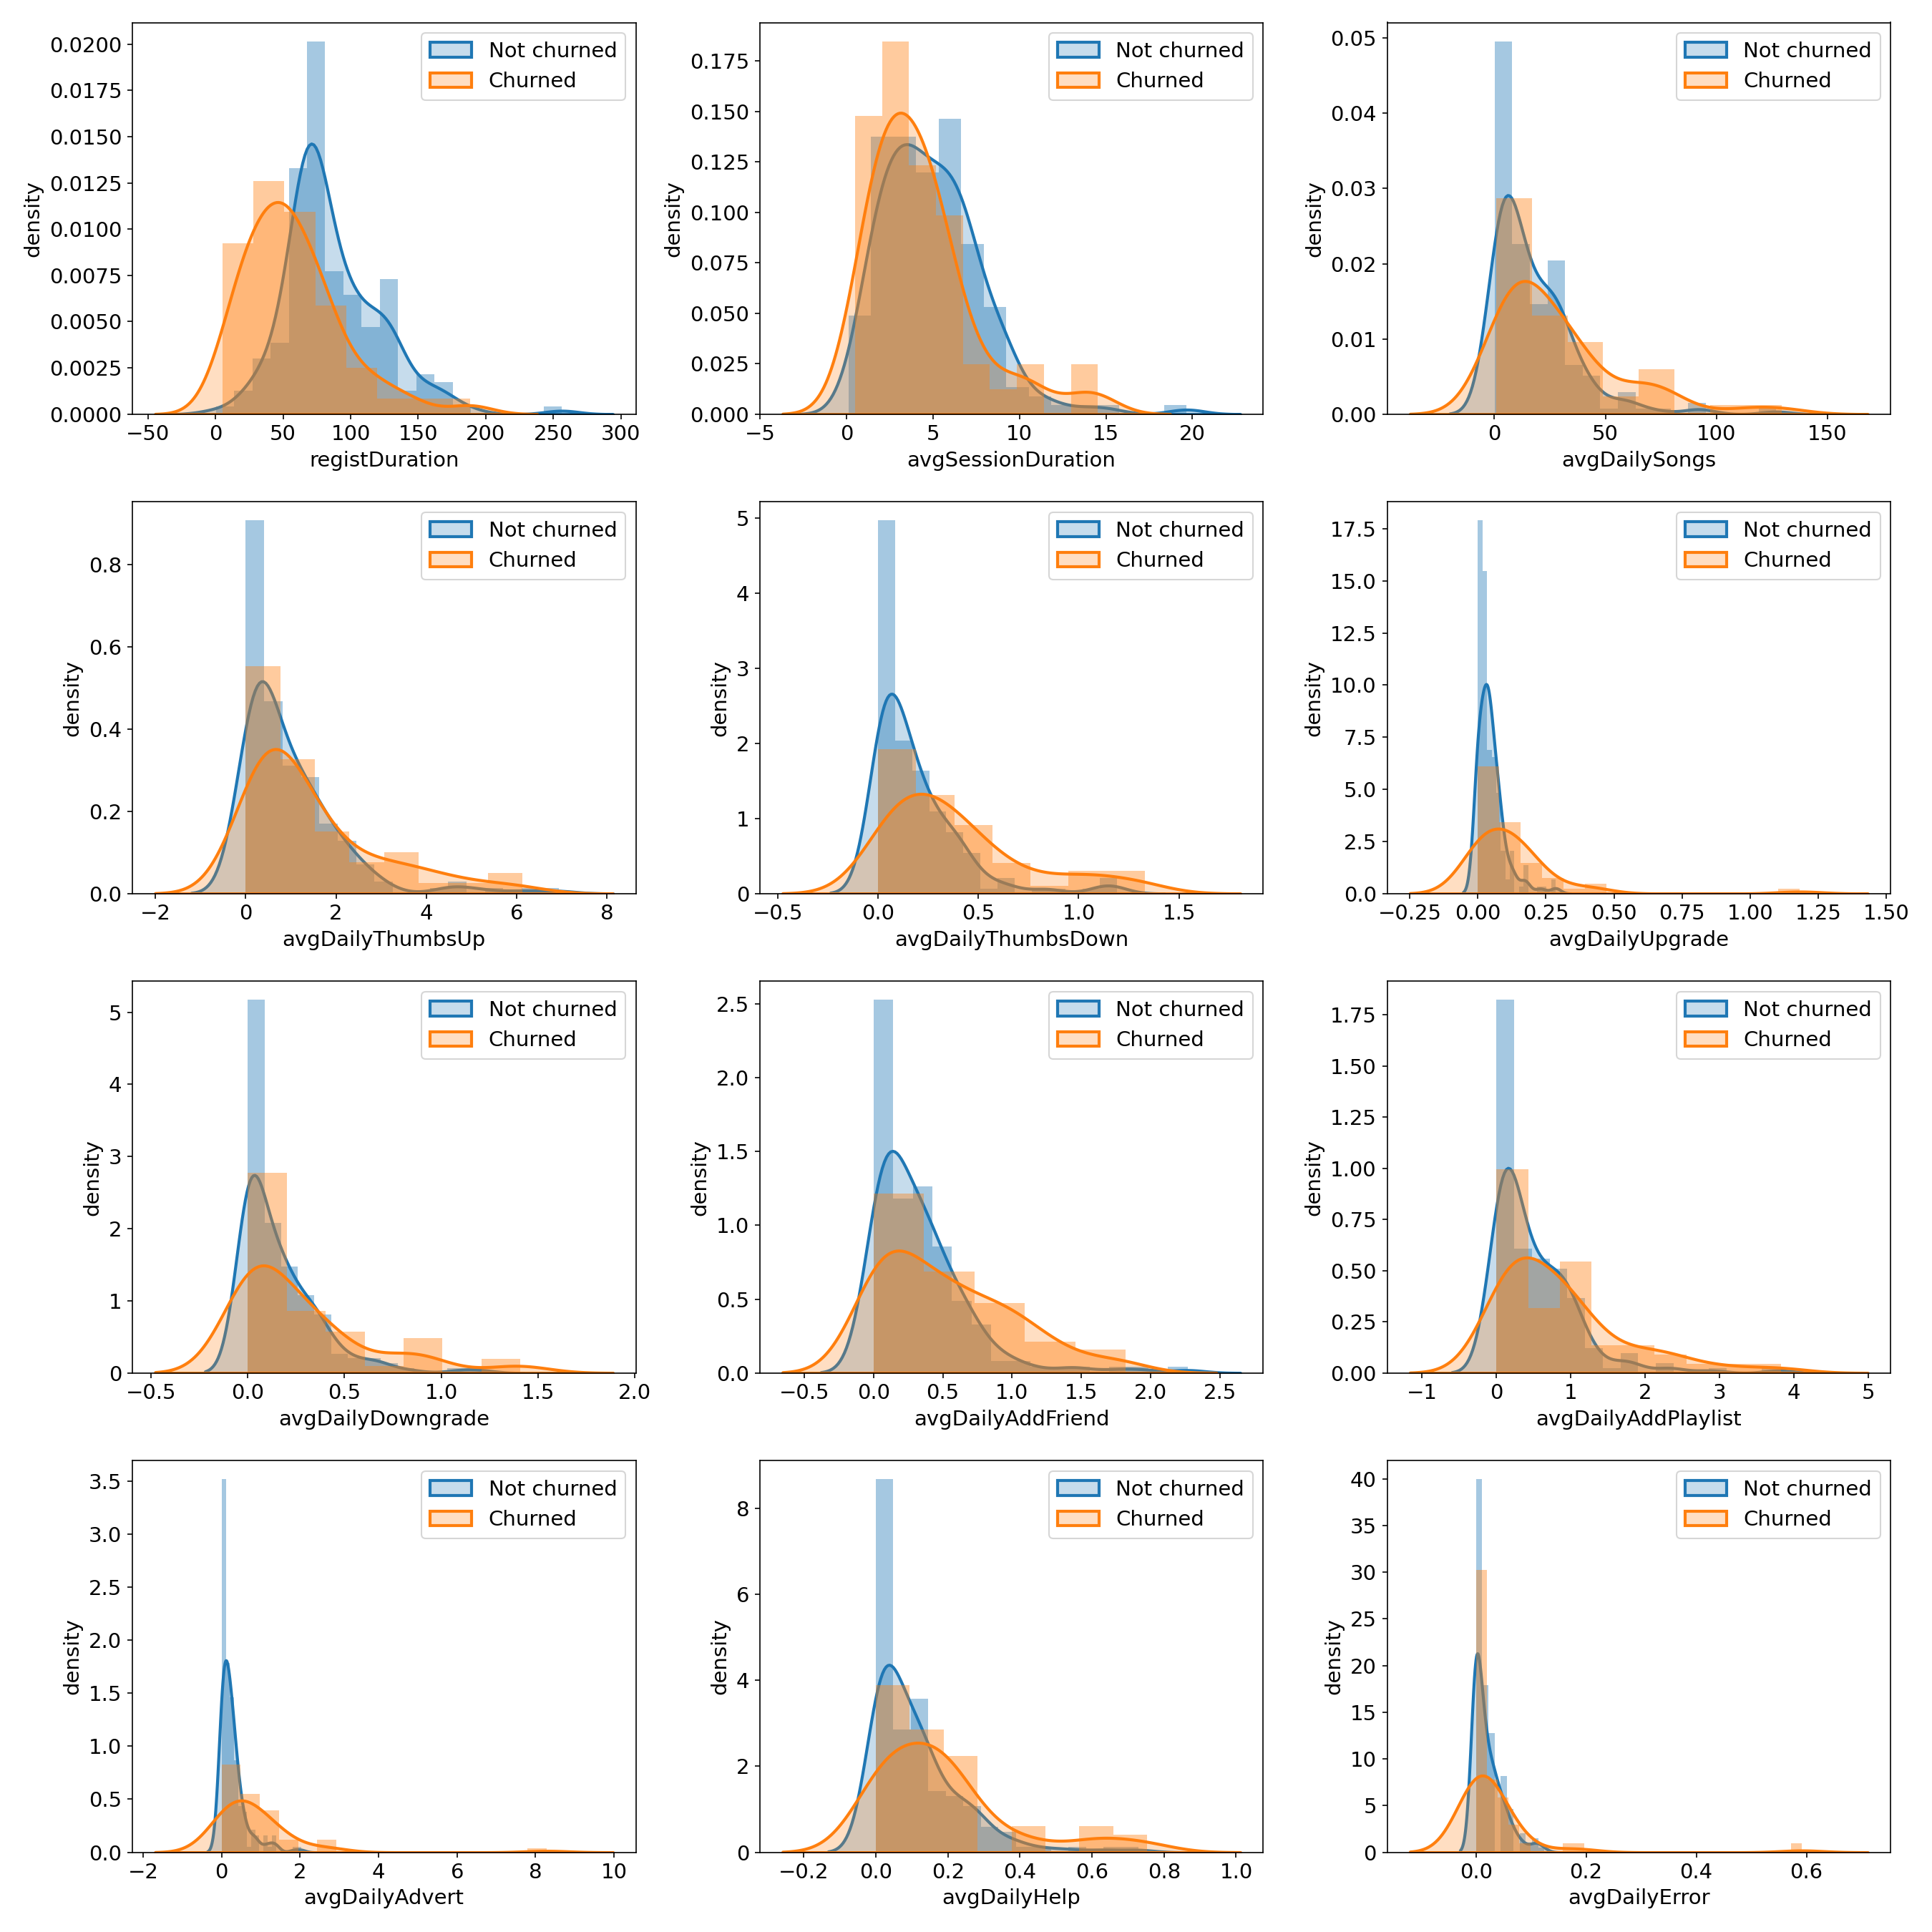 Not churned
Churned
0.0200
0.0175
0.0150
0.0125
0.0100
0.0075
0.0050
0.0025
0.0000
density
−50 0 50 100 150 200 250 300
registDuration
Not churned
Churned
0.175
0.150
0.125
0.100
0.075
0.050
0.025
0.000
density
−5 0 5 10 15 20
avgSessionDuration
Not churned
Churned
0.05
0.04
0.03
0.02
0.01
0.00
density
0 50 100 150
avgDailySongs
Not churned
Churned
0.8
0.6
0.4
0.2
0.0
density
−2 0 2 4 6 8
avgDailyThumbsUp
Not churned
Churned
5
4
3
2
1
0
density
−0.5 0.0 0.5 1.0 1.5
avgDailyThumbsDown
Not churned
Churned
17.5
15.0
12.5
10.0
7.5
5.0
2.5
0.0
density
−0.25 0.00 0.25 0.50 0.75 1.00 1.25 1.50
avgDailyUpgrade
Not churned
Churned
5
4
3
2
1
0
density
−0.5 0.0 0.5 1.0 1.5 2.0
avgDailyDowngrade
Not churned
Churned
2.5
2.0
1.5
1.0
0.5
0.0
density
−0.5 0.0 0.5 1.0 1.5 2.0 2.5
avgDailyAddFriend
Not churned
Churned
1.75
1.50
1.25
1.00
0.75
0.50
0.25
0.00
density
−1 0 1 2 3 4 5
avgDailyAddPlaylist
Not churned
Churned
3.5
3.0
2.5
2.0
1.5
1.0
0.5
0.0
density
−2 0 2 4 6 8 10
avgDailyAdvert
Not churned
Churned
8
6
4
2
0
density
−0.2 0.0 0.2 0.4 0.6 0.8 1.0
avgDailyHelp
Not churned
Churned
40
35
30
25
20
15
10
5
0
density
0.0 0.2 0.4 0.6
avgDailyError